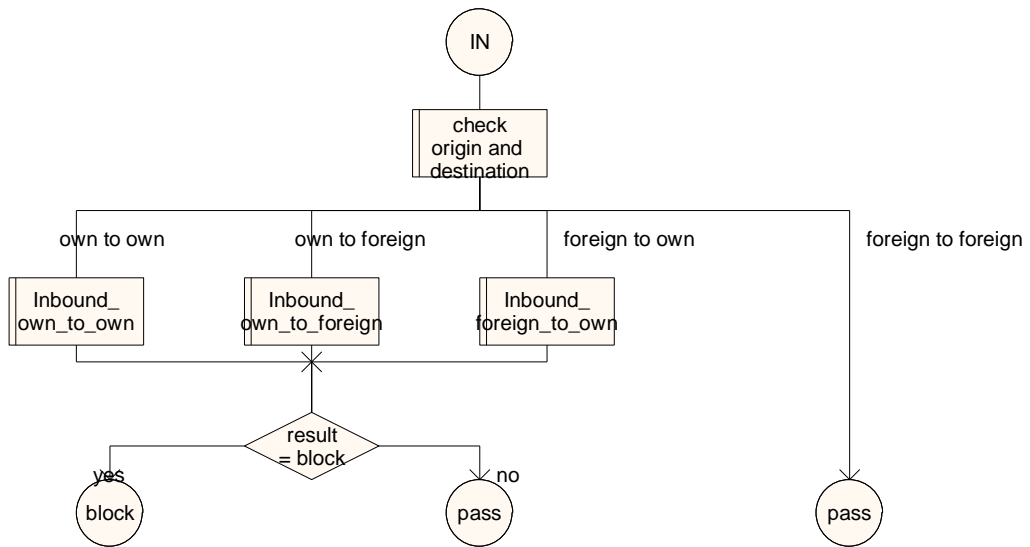 IN
check
origin and
destination
own to own
own to foreign
foreign to own
foreign to foreign
Inbound_
own_to_own
Inbound_
own_to_foreign
Inbound_
foreign_to_own
result
= block
yes
no
block
pass
pass